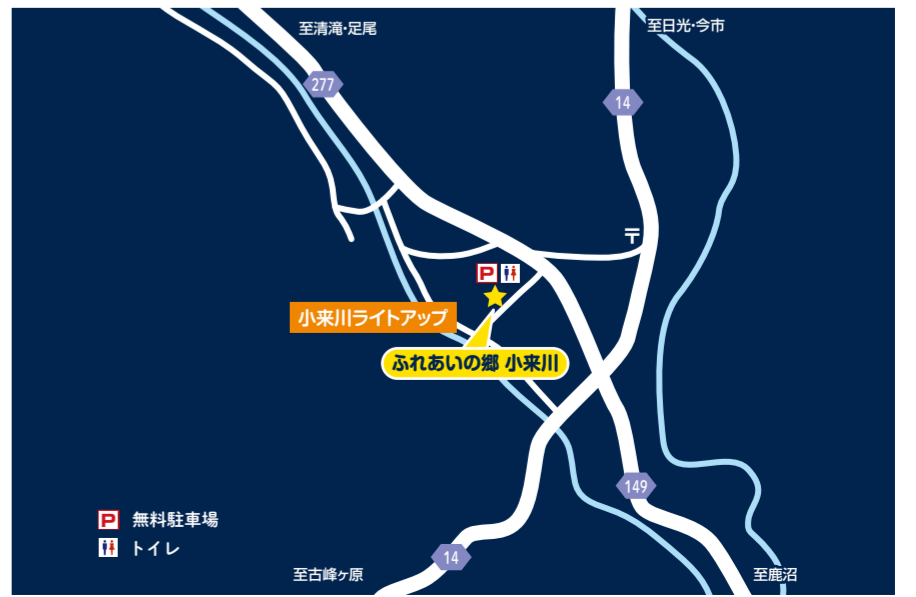 至清滝・足尾
至日光・今市
277
14
〒
P
小来川ライトアップ
ふれあいの郷 小来川
149
P 無料駐車場
トイレ
14
至古峰ヶ原
至鹿沼